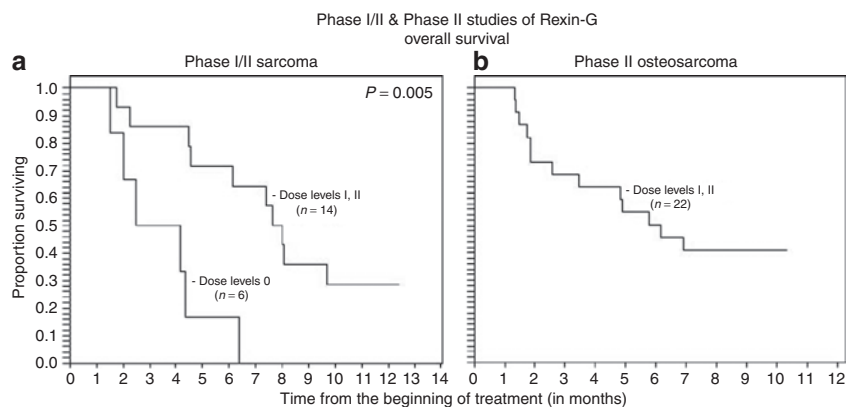 Phase I/II & Phase II studies of Rexin-G
overall survival
a
Phase I/II sarcoma
P = 0.005
Proportion surviving
1.0
0.9
0.8
0.7
0.6
0.5
0.4
0.3
0.2
0.1
0.0
- Dose levels I, II
(n = 14)
- Dose levels 0
(n = 6)
0 1 2 3 4 5 6 7 8 9 10 11 12 13 14
b
Phase II osteosarcoma
- Dose levels I, II
(n = 22)
0 1 2 3 4 5 6 7 8 9 10 11 12
Time from the beginning of treatment (in months)